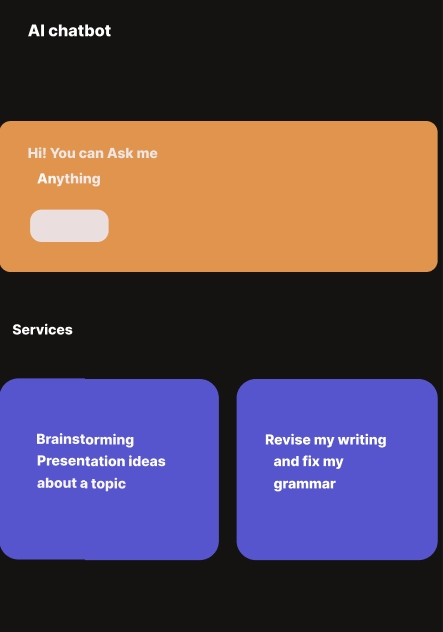 AI chatbot
Hi! You can Ask me
Anything
Services
Brainstorming
Presentation ideas
about a topic
Revise my writing
and fix my
grammar